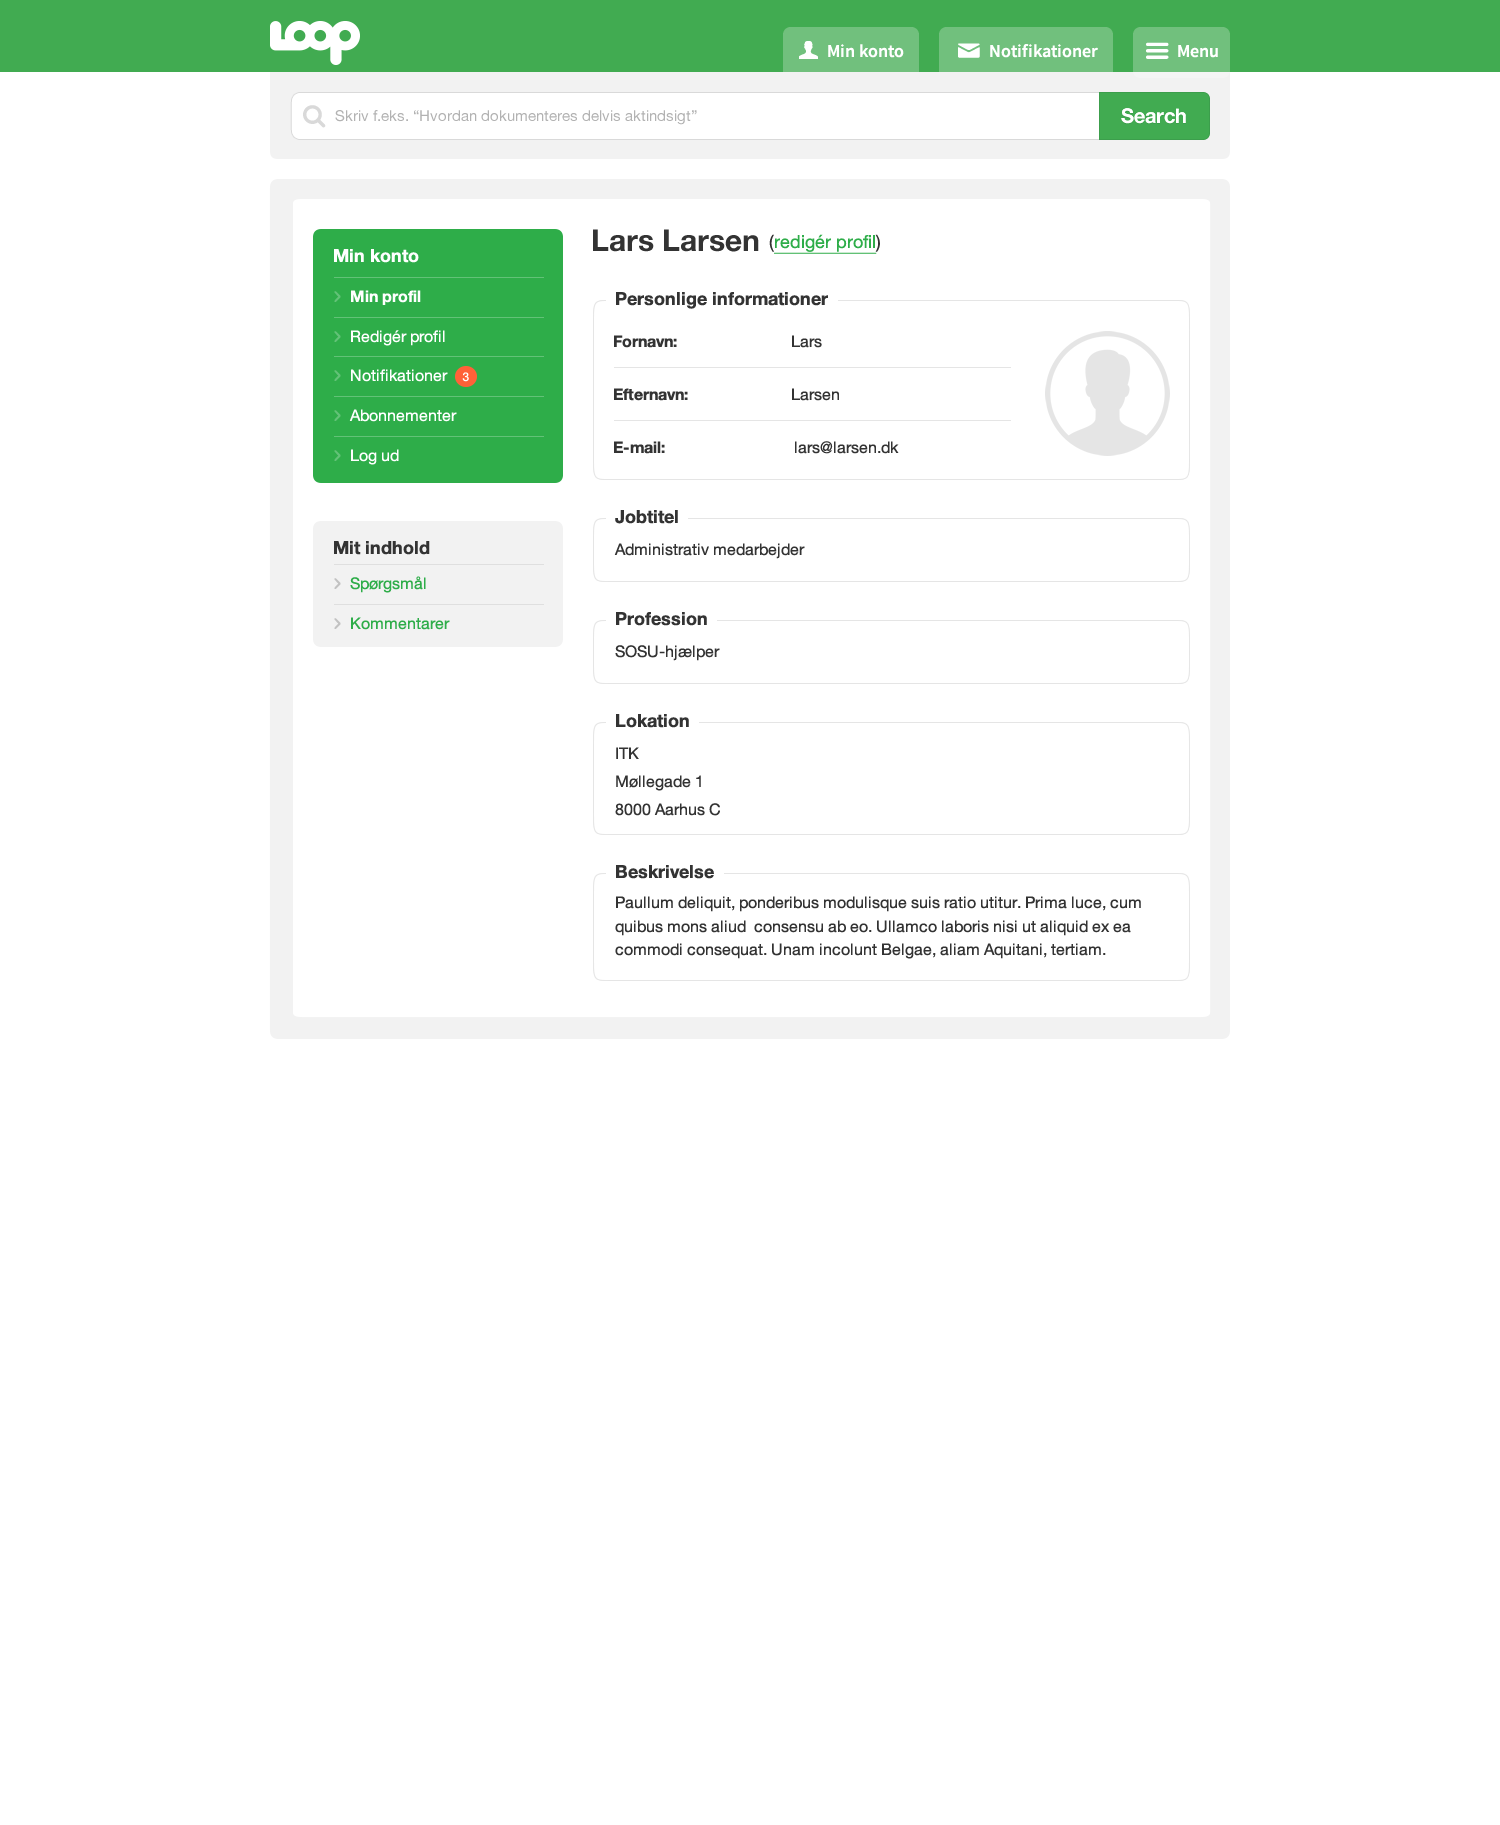 Loop
Min konto
Notifikationer
Menu
Skriv f.eks. “Hvordan dokumenteres delvis aktindsigt”
Search
Min konto
Min profil
Redigér profil
Notifikationer 3
Abonnementer
Log ud
Mit indhold
Spørgsmål
Kommentarer
Lars Larsen (redigér profil)
Personlige informationer
Fornavn: Lars
Efternavn: Larsen
E-mail: lars@larsen.dk
Jobtitel
Administrativ medarbejder
Profession
SOSU-hjælper
Lokation
ITK
Møllegade 1
8000 Aarhus C
Beskrivelse
Paullum deliquit, ponderibus modulisque suis ratio utitur. Prima luce, cum
quibus mons aliud  consensu ab eo. Ullamco laboris nisi ut aliquid ex ea
commodi consequat. Unam incolunt Belgae, aliam Aquitani, tertiam.